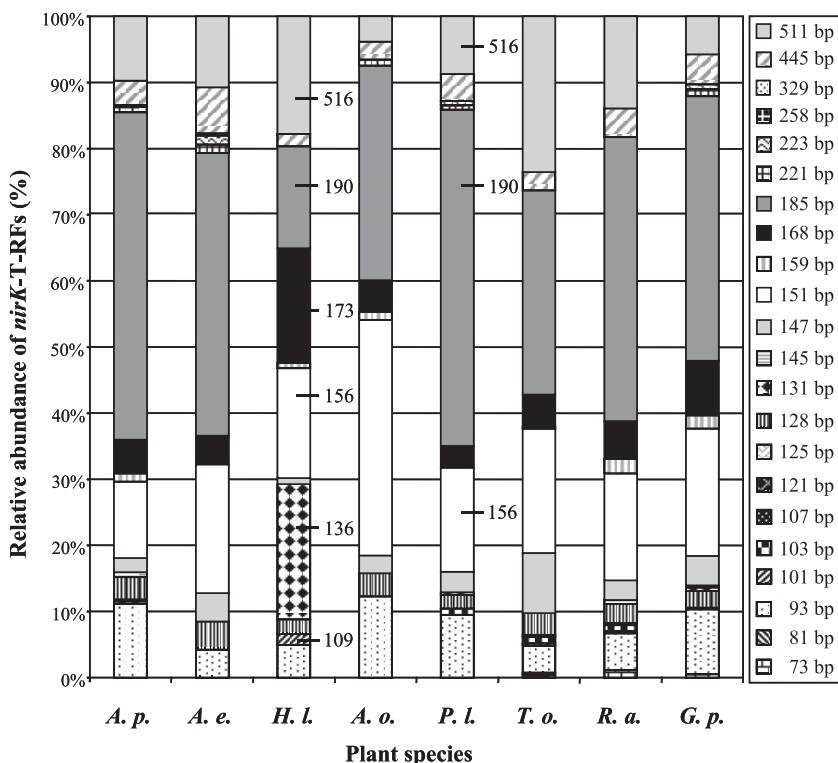 Relative abundance of nirK-T-RFs (%)
100%
90%
80%
70%
60%
50%
40%
30%
20%
10%
0%
516
190
173
156
136
109
516
190
156
A. p.
A. e.
H. l.
A. o.
P. l.
T. o.
R. a.
G. p.
Plant species
511 bp
445 bp
329 bp
258 bp
223 bp
221 bp
185 bp
168 bp
159 bp
151 bp
147 bp
145 bp
131 bp
128 bp
125 bp
121 bp
107 bp
103 bp
101 bp
93 bp
81 bp
73 bp